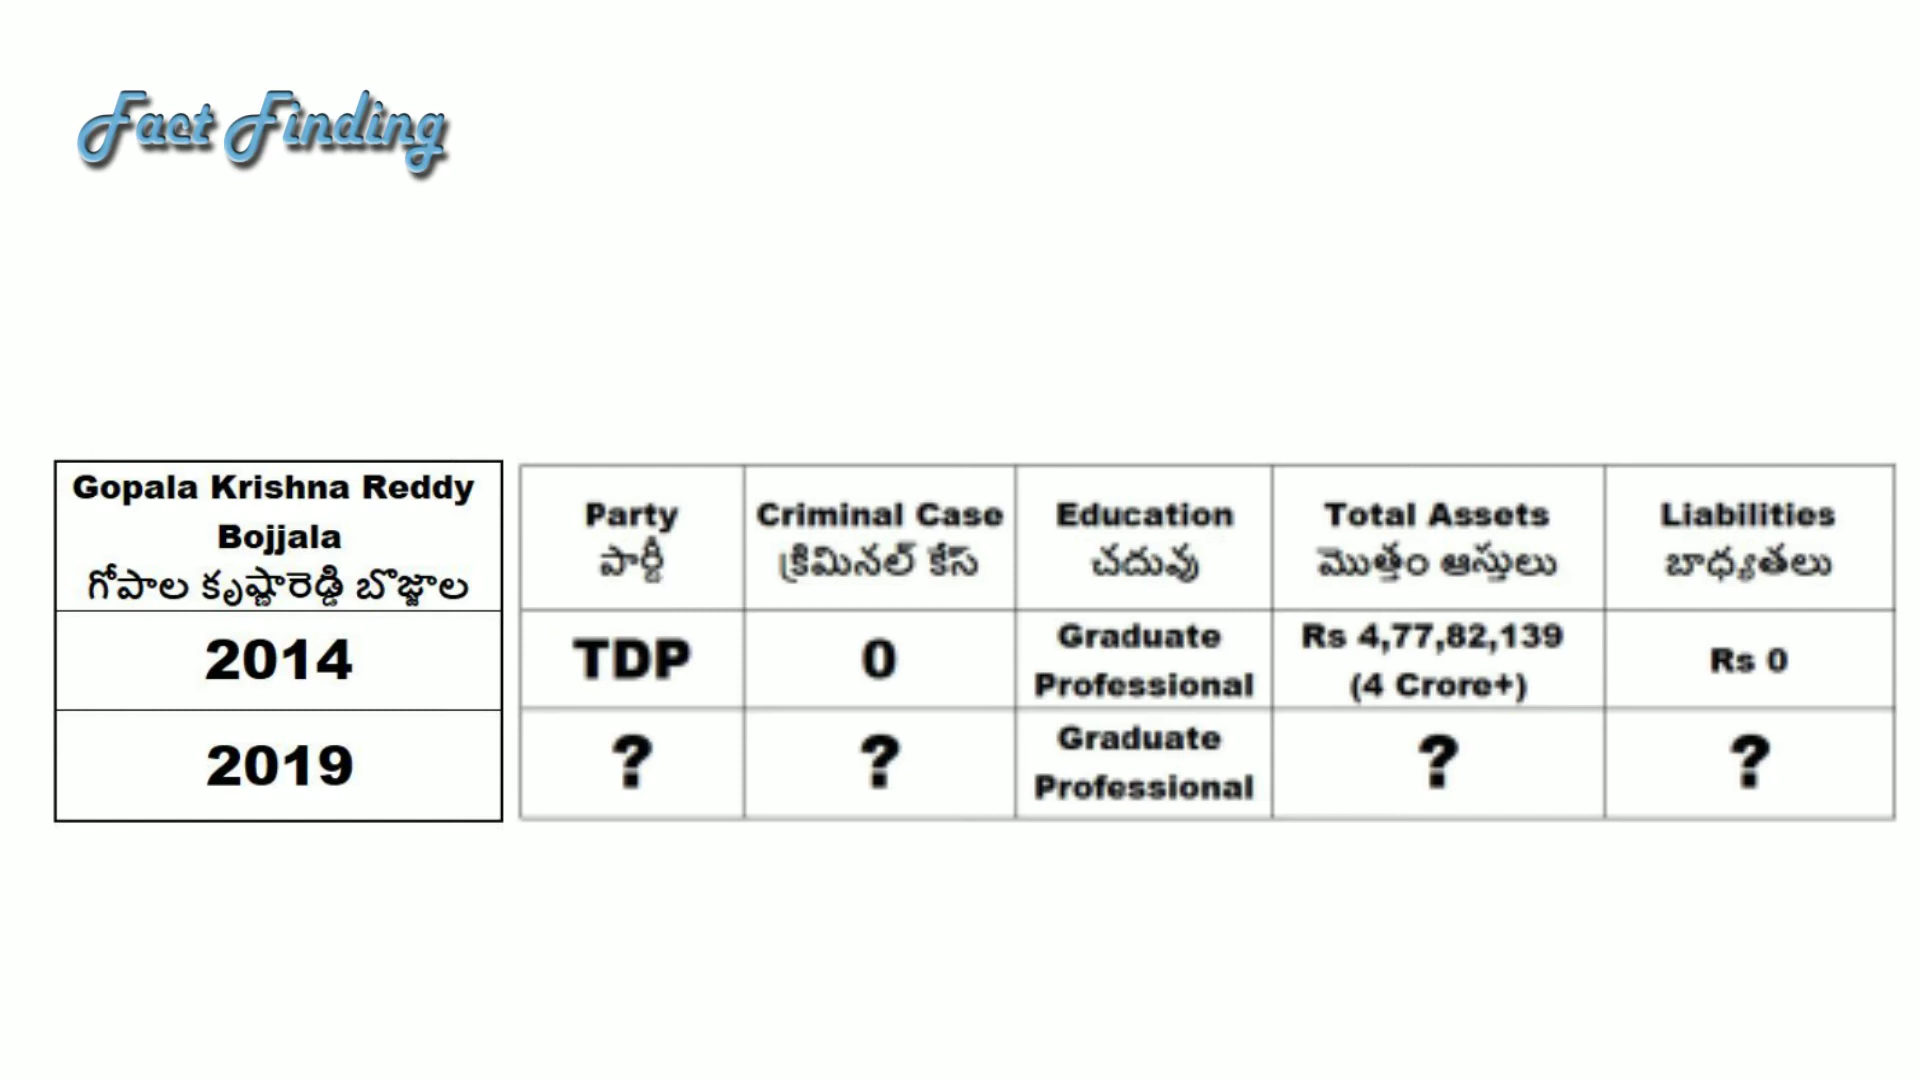 Fact Finding
Gopala Krishna Reddy
Bojjala
గోపాల కృష్ణారెడ్డి బొజ్జాల
Party
పార్టీ
Criminal Case
క్రిమినల్ కేస్
Education
చదువు
Total Assets
మొత్తం ఆస్తులు
Liabilities
బాధ్యతలు
2014
TDP
0
Graduate
Professional
Rs 4,77,82,139
(4 Crore+)
Rs 0
2019
?
?
Graduate
Professional
?
?